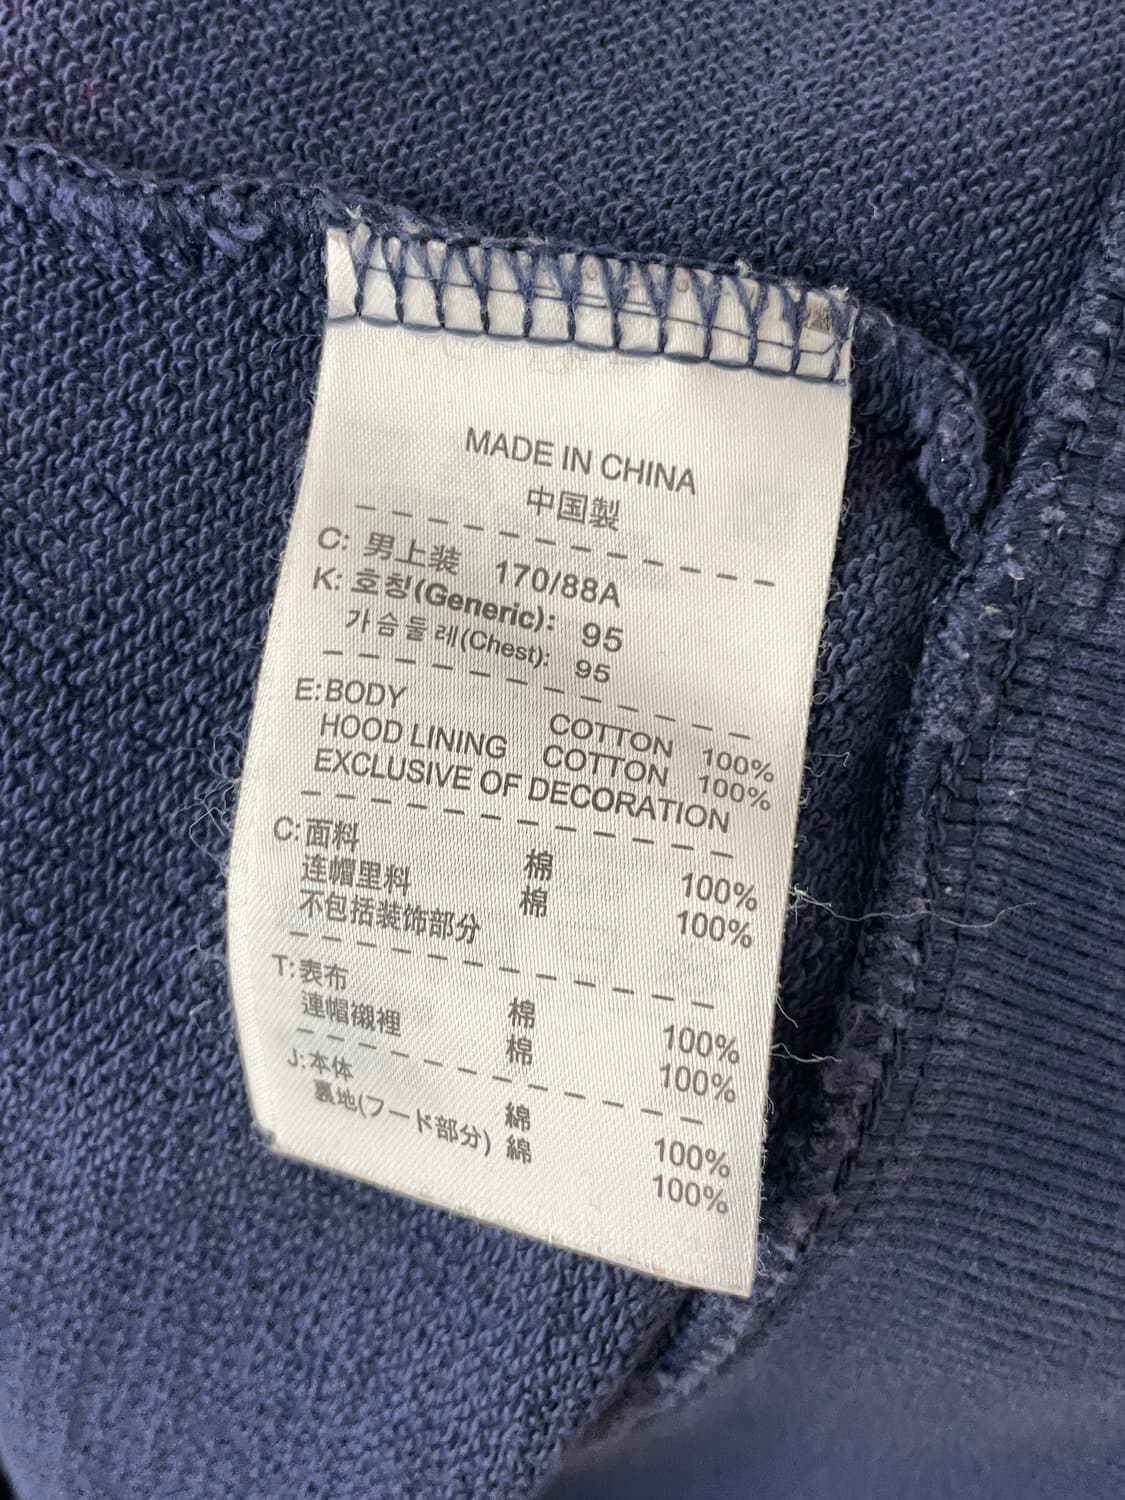 MADE IN CHINA
中国製
C: 男上装 170/88A
K: 호칭(Generic): 95
가슴둘레(Chest): 95
E: BODY COTTON 100%
HOOD LINING COTTON 100%
EXCLUSIVE OF DECORATION
C: 面料 棉 100%
连帽里料 棉 100%
不包括装饰部分
T: 表布 棉 100%
連帽襯裡 棉 100%
J: 本体 綿 100%
裏地(フード部分) 綿 100%